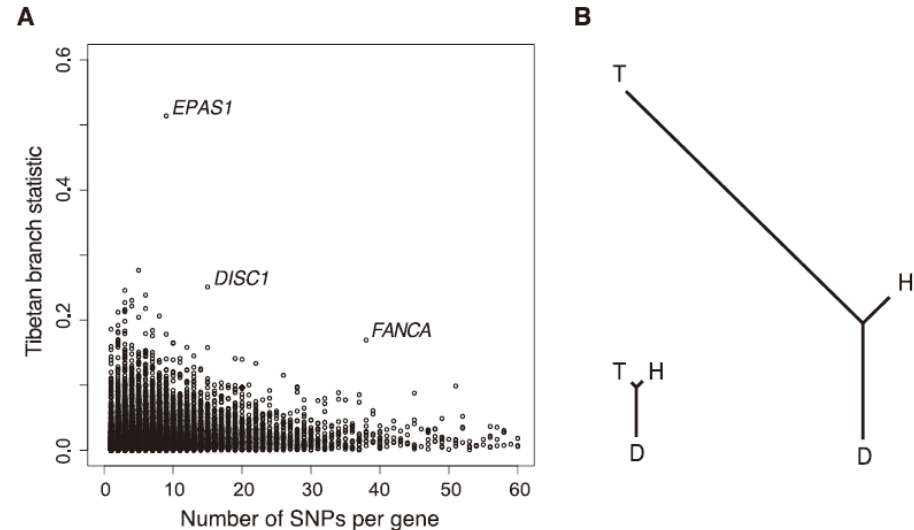 A
B
0.6
0.4
0.2
0.0
Tibetan branch statistic
EPAS1
DISC1
FANCA
0 10 20 30 40 50 60
Number of SNPs per gene
T
H
D
T H
D